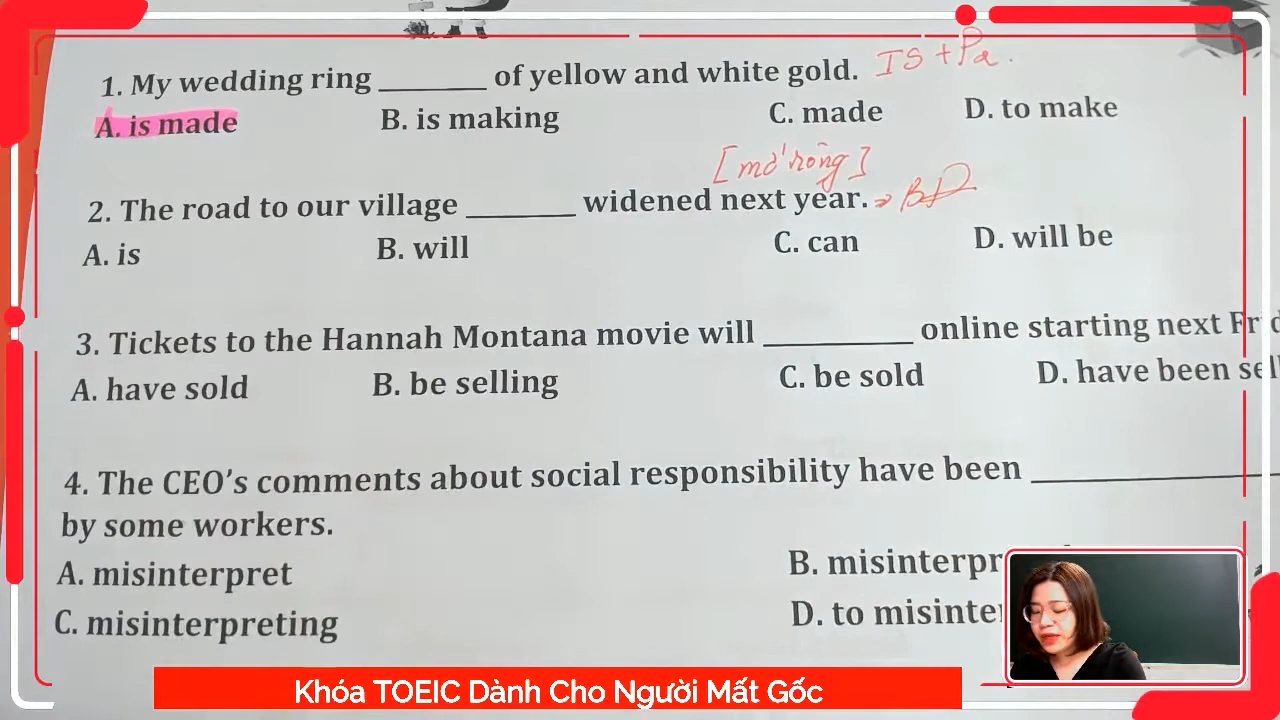 1. My wedding ring ________ of yellow and white gold. IS + P2.
A. is made B. is making C. made D. to make
[mở rộng]
2. The road to our village ________ widened next year. → BĐ
A. is B. will C. can D. will be
3. Tickets to the Hannah Montana movie will __________ online starting next
A. have sold B. be selling C. be sold D. have been
4. The CEO's comments about social responsibility have been ________________
by some workers.
A. misinterpret
C. misinterpreting D. to
Khóa TOEIC Dành Cho Người Mất Gốc